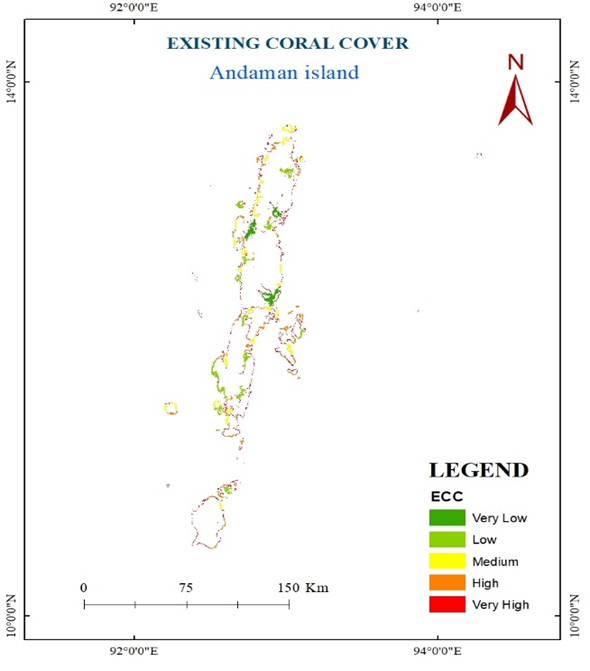 92°0'0"E 94°0'0"E
EXISTING CORAL COVER
Andaman island
N
14°0'0"N 14°0'0"N
LEGEND
ECC
Very Low
Low
Medium
High
Very High
0 75 150 Km
10°0'0"N 10°0'0"N
92°0'0"E 94°0'0"E